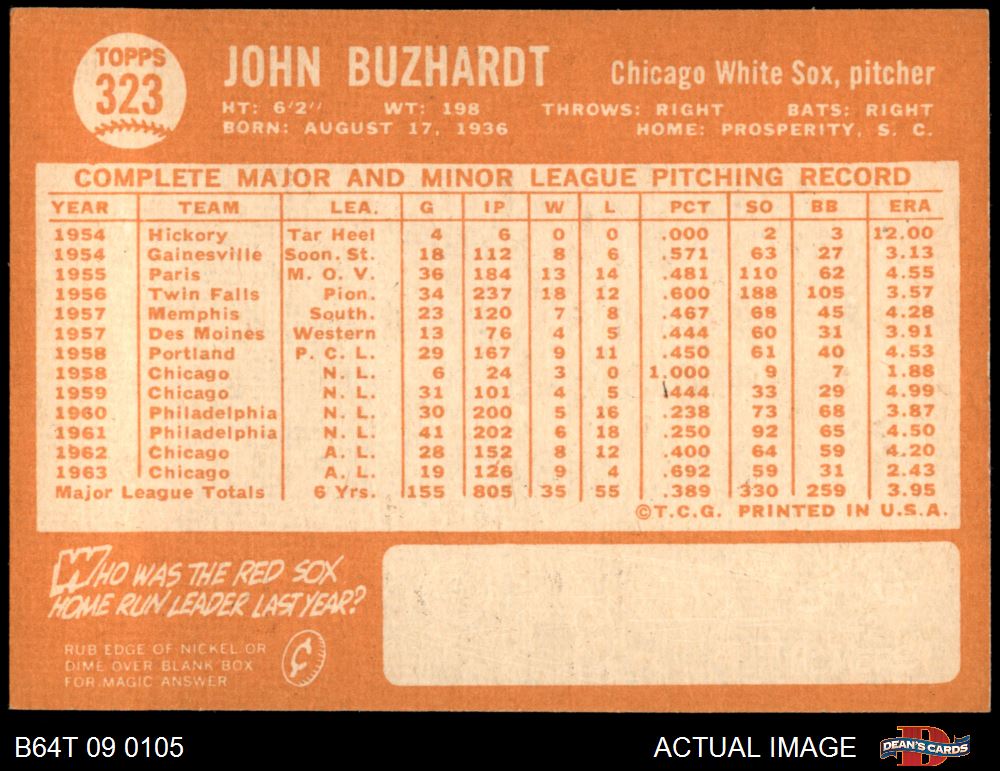 TOPPS
323
JOHN BUZHARDT
Chicago White Sox, pitcher
HT: 6'2" WT: 198 THROWS: RIGHT BATS: RIGHT
BORN: AUGUST 17, 1936 HOME: PROSPERITY, S. C.
COMPLETE MAJOR AND MINOR LEAGUE PITCHING RECORD
YEAR TEAM LEA. G IP W L PCT SO BB ERA
1954 Hickory Tar Heel 4 6 0 0 .000 2 3 12.00
1954 Gainesville Soon. St. 18 112 8 6 .571 63 27 3.13
1955 Paris M. O. V. 36 184 13 14 .481 110 62 4.55
1956 Twin Falls Pion. 34 237 18 12 .600 188 105 3.57
1957 Memphis South. 23 120 7 8 .467 68 45 4.28
1957 Des Moines Western 13 76 4 5 .444 60 31 3.91
1958 Portland P. C. L. 29 167 9 11 .450 61 40 4.53
1958 Chicago N. L. 6 24 3 0 1.000 9 7 1.88
1959 Chicago N. L. 31 101 4 5 .444 33 29 4.99
1960 Philadelphia N. L. 30 200 5 16 .238 73 68 3.87
1961 Philadelphia N. L. 41 202 6 18 .250 92 65 4.50
1962 Chicago A. L. 28 152 8 12 .400 64 59 4.20
1963 Chicago A. L. 19 126 9 4 .692 59 31 2.43
Major League Totals 6 Yrs. 155 805 35 55 .389 330 259 3.95
©T.C.G. PRINTED IN U.S.A.
WHO WAS THE RED SOX
HOME RUN LEADER LAST YEAR?
RUB EDGE OF NICKEL OR
DIME OVER BLANK BOX
FOR MAGIC ANSWER
¢
B64T 09 0105
ACTUAL IMAGE
DEAN'S CARDS